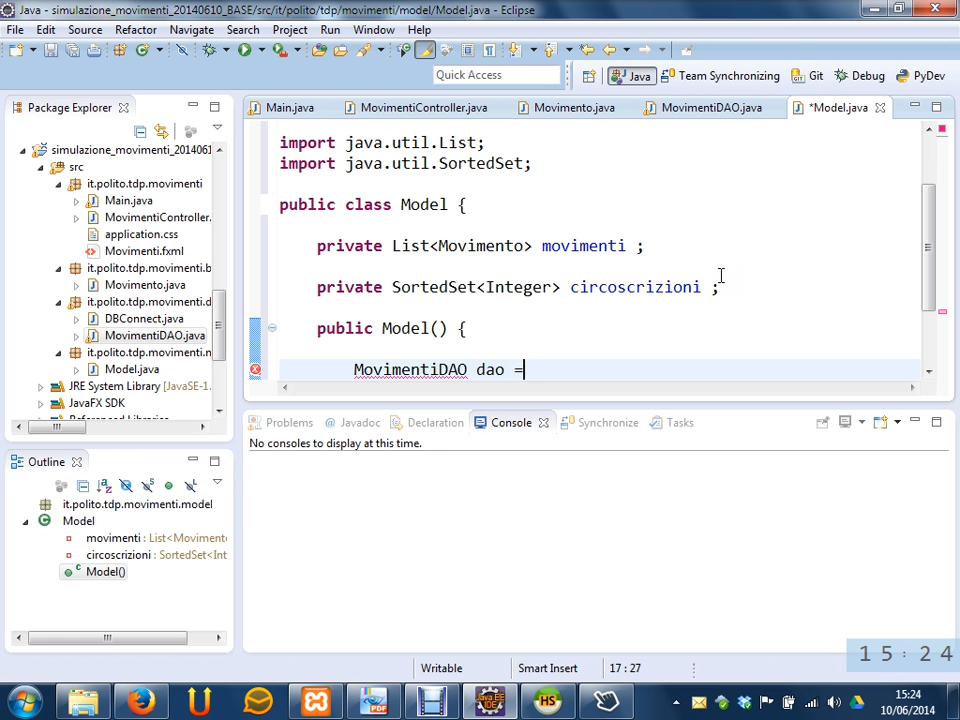 Java - simulazione_movimenti_20140610_BASE/src/it/polito/tdp/movimenti/model/Model.java - Eclipse
File Edit Source Refactor Navigate Search Project Run Window Help
Quick Access
Java Team Synchronizing Git Debug PyDev
Package Explorer
Main.java MovimentiController.java Movimento.java MovimentiDAO.java *Model.java
simulazione_movimenti_201406
src
it.polito.tdp.movimenti
Main.java
MovimentiController.
application.css
Movimenti.fxml
it.polito.tdp.movimenti.b
Movimento.java
it.polito.tdp.movimenti.d
DBConnect.java
MovimentiDAO.java
it.polito.tdp.movimenti.n
Model.java
JRE System Library [JavaSE-1.
JavaFX SDK
Referenced Libraries
import java.util.List;
import java.util.SortedSet;
public class Model {
private List<Movimento> movimenti ;
private SortedSet<Integer> circoscrizioni ;
public Model() {
MovimentiDAO dao =
Problems @ Javadoc Declaration Console Synchronize Tasks
No consoles to display at this time.
Outline
it.polito.tdp.movimenti.model
Model
movimenti : List<Movimento
circoscrizioni : SortedSet<Int
Model()
Writable Smart Insert 17 : 27
15:24
15:24
10/06/2014